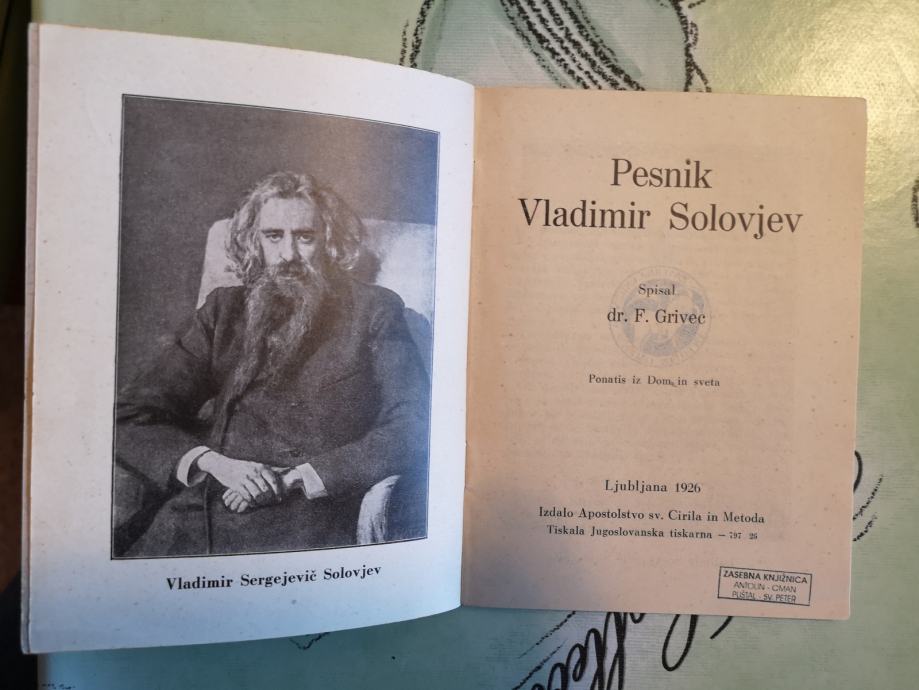 Vladimir Sergejevič Solovjev
Pesnik
Vladimir Solovjev
Spisal
dr. F. Grivec
Ponatis iz Dom in sveta
Ljubljana 1926
Izdalo Apostolstvo sv. Cirila in Metoda
Tiskala Jugoslovanska tiskarna — 797 26
ZASEBNA KNJIŽNICA
ANTOLIN - CMAN
PUŠTAL - SV. PETER